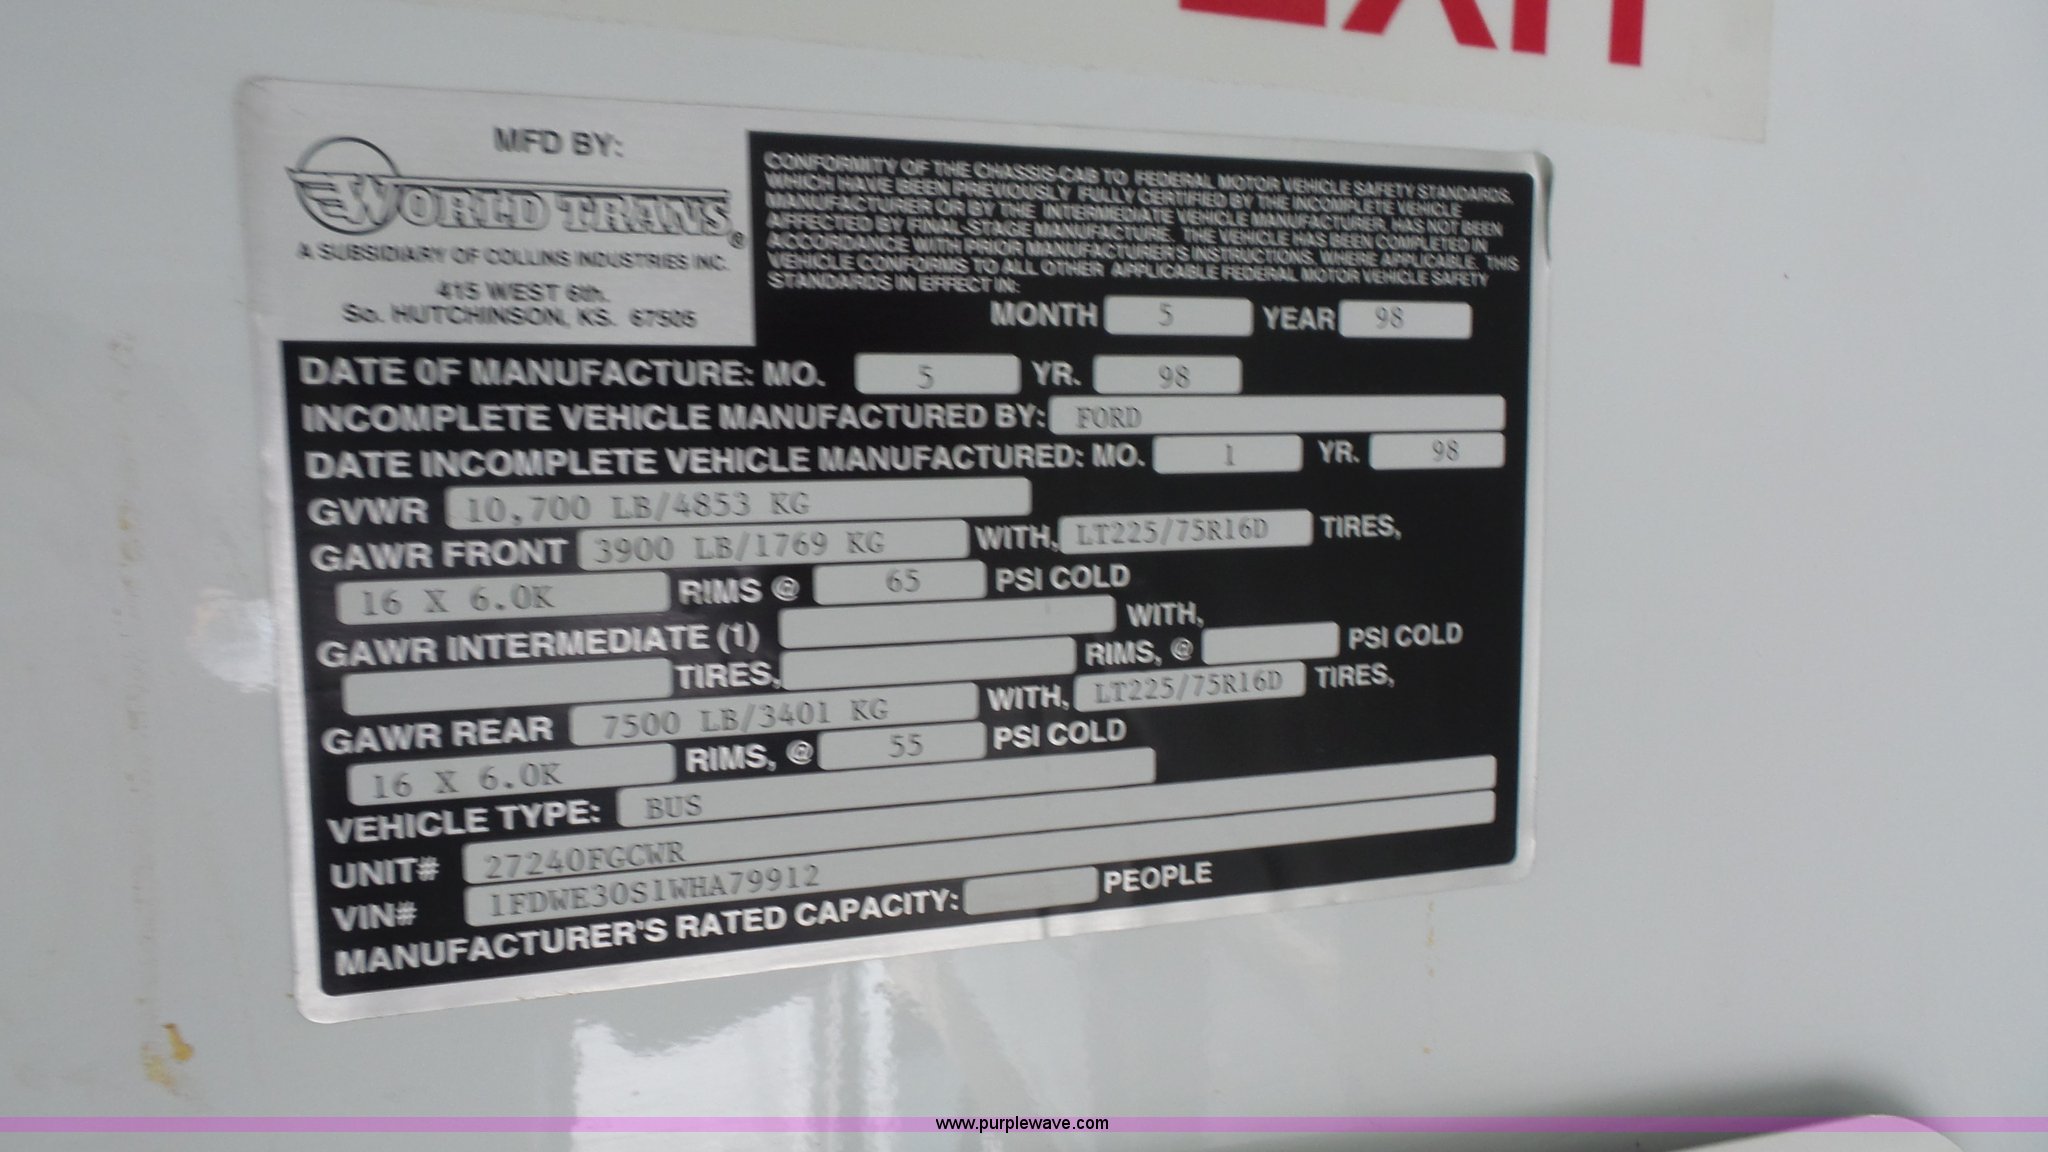 EXIT
MFD BY:
WORLD TRANS®
A SUBSIDIARY OF COLLINS INDUSTRIES INC.
415 WEST 6th.
So. HUTCHINSON, KS. 67505
CONFORMITY OF THE CHASSIS-CAB TO FEDERAL MOTOR VEHICLE SAFETY STANDARDS,
WHICH HAVE BEEN PREVIOUSLY FULLY CERTIFIED BY THE INCOMPLETE VEHICLE
MANUFACTURER OR BY THE INTERMEDIATE VEHICLE MANUFACTURER, HAS NOT BEEN
AFFECTED BY FINAL-STAGE MANUFACTURE. THE VEHICLE HAS BEEN COMPLETED IN
ACCORDANCE WITH PRIOR MANUFACTURER'S INSTRUCTIONS, WHERE APPLICABLE. THIS
VEHICLE CONFORMS TO ALL OTHER APPLICABLE FEDERAL MOTOR VEHICLE SAFETY
STANDARDS IN EFFECT IN:
MONTH 5 YEAR 98
DATE OF MANUFACTURE: MO. 5 YR. 98
INCOMPLETE VEHICLE MANUFACTURED BY: FORD
DATE INCOMPLETE VEHICLE MANUFACTURED: MO. 1 YR. 98
GVWR 10,700 LB/4853 KG
GAWR FRONT 3900 LB/1769 KG WITH, LT225/75R16D TIRES,
16 X 6.0K RIMS @ 65 PSI COLD
GAWR INTERMEDIATE (1) WITH,
TIRES, RIMS, @ PSI COLD
GAWR REAR 7500 LB/3401 KG WITH, LT225/75R16D TIRES,
16 X 6.0K RIMS, @ 55 PSI COLD
VEHICLE TYPE: BUS
UNIT# 27240FGCWR
VIN# 1FDWE30S1WHA79912
MANUFACTURER'S RATED CAPACITY: PEOPLE
www.purplewave.com